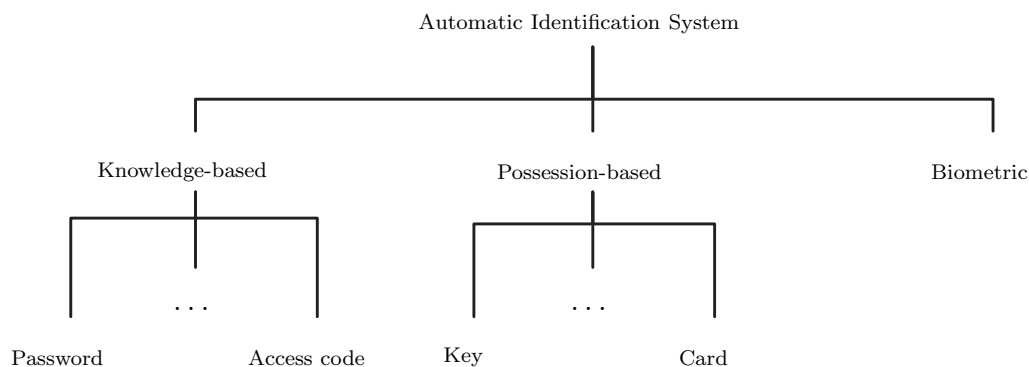 Automatic Identification System
Knowledge-based
Possession-based
Biometric
. . .
. . .
Password
Access code
Key
Card